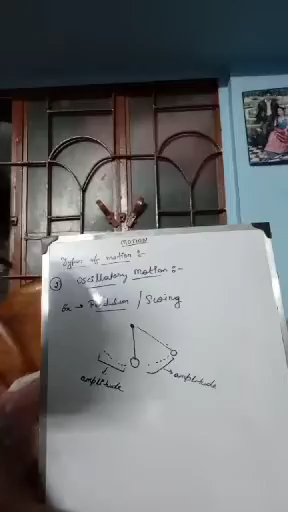 MOTION
Types of motion :-
③ Oscillatory motion :-
Ex → Pendulum / Swing
amplitude
amplitude